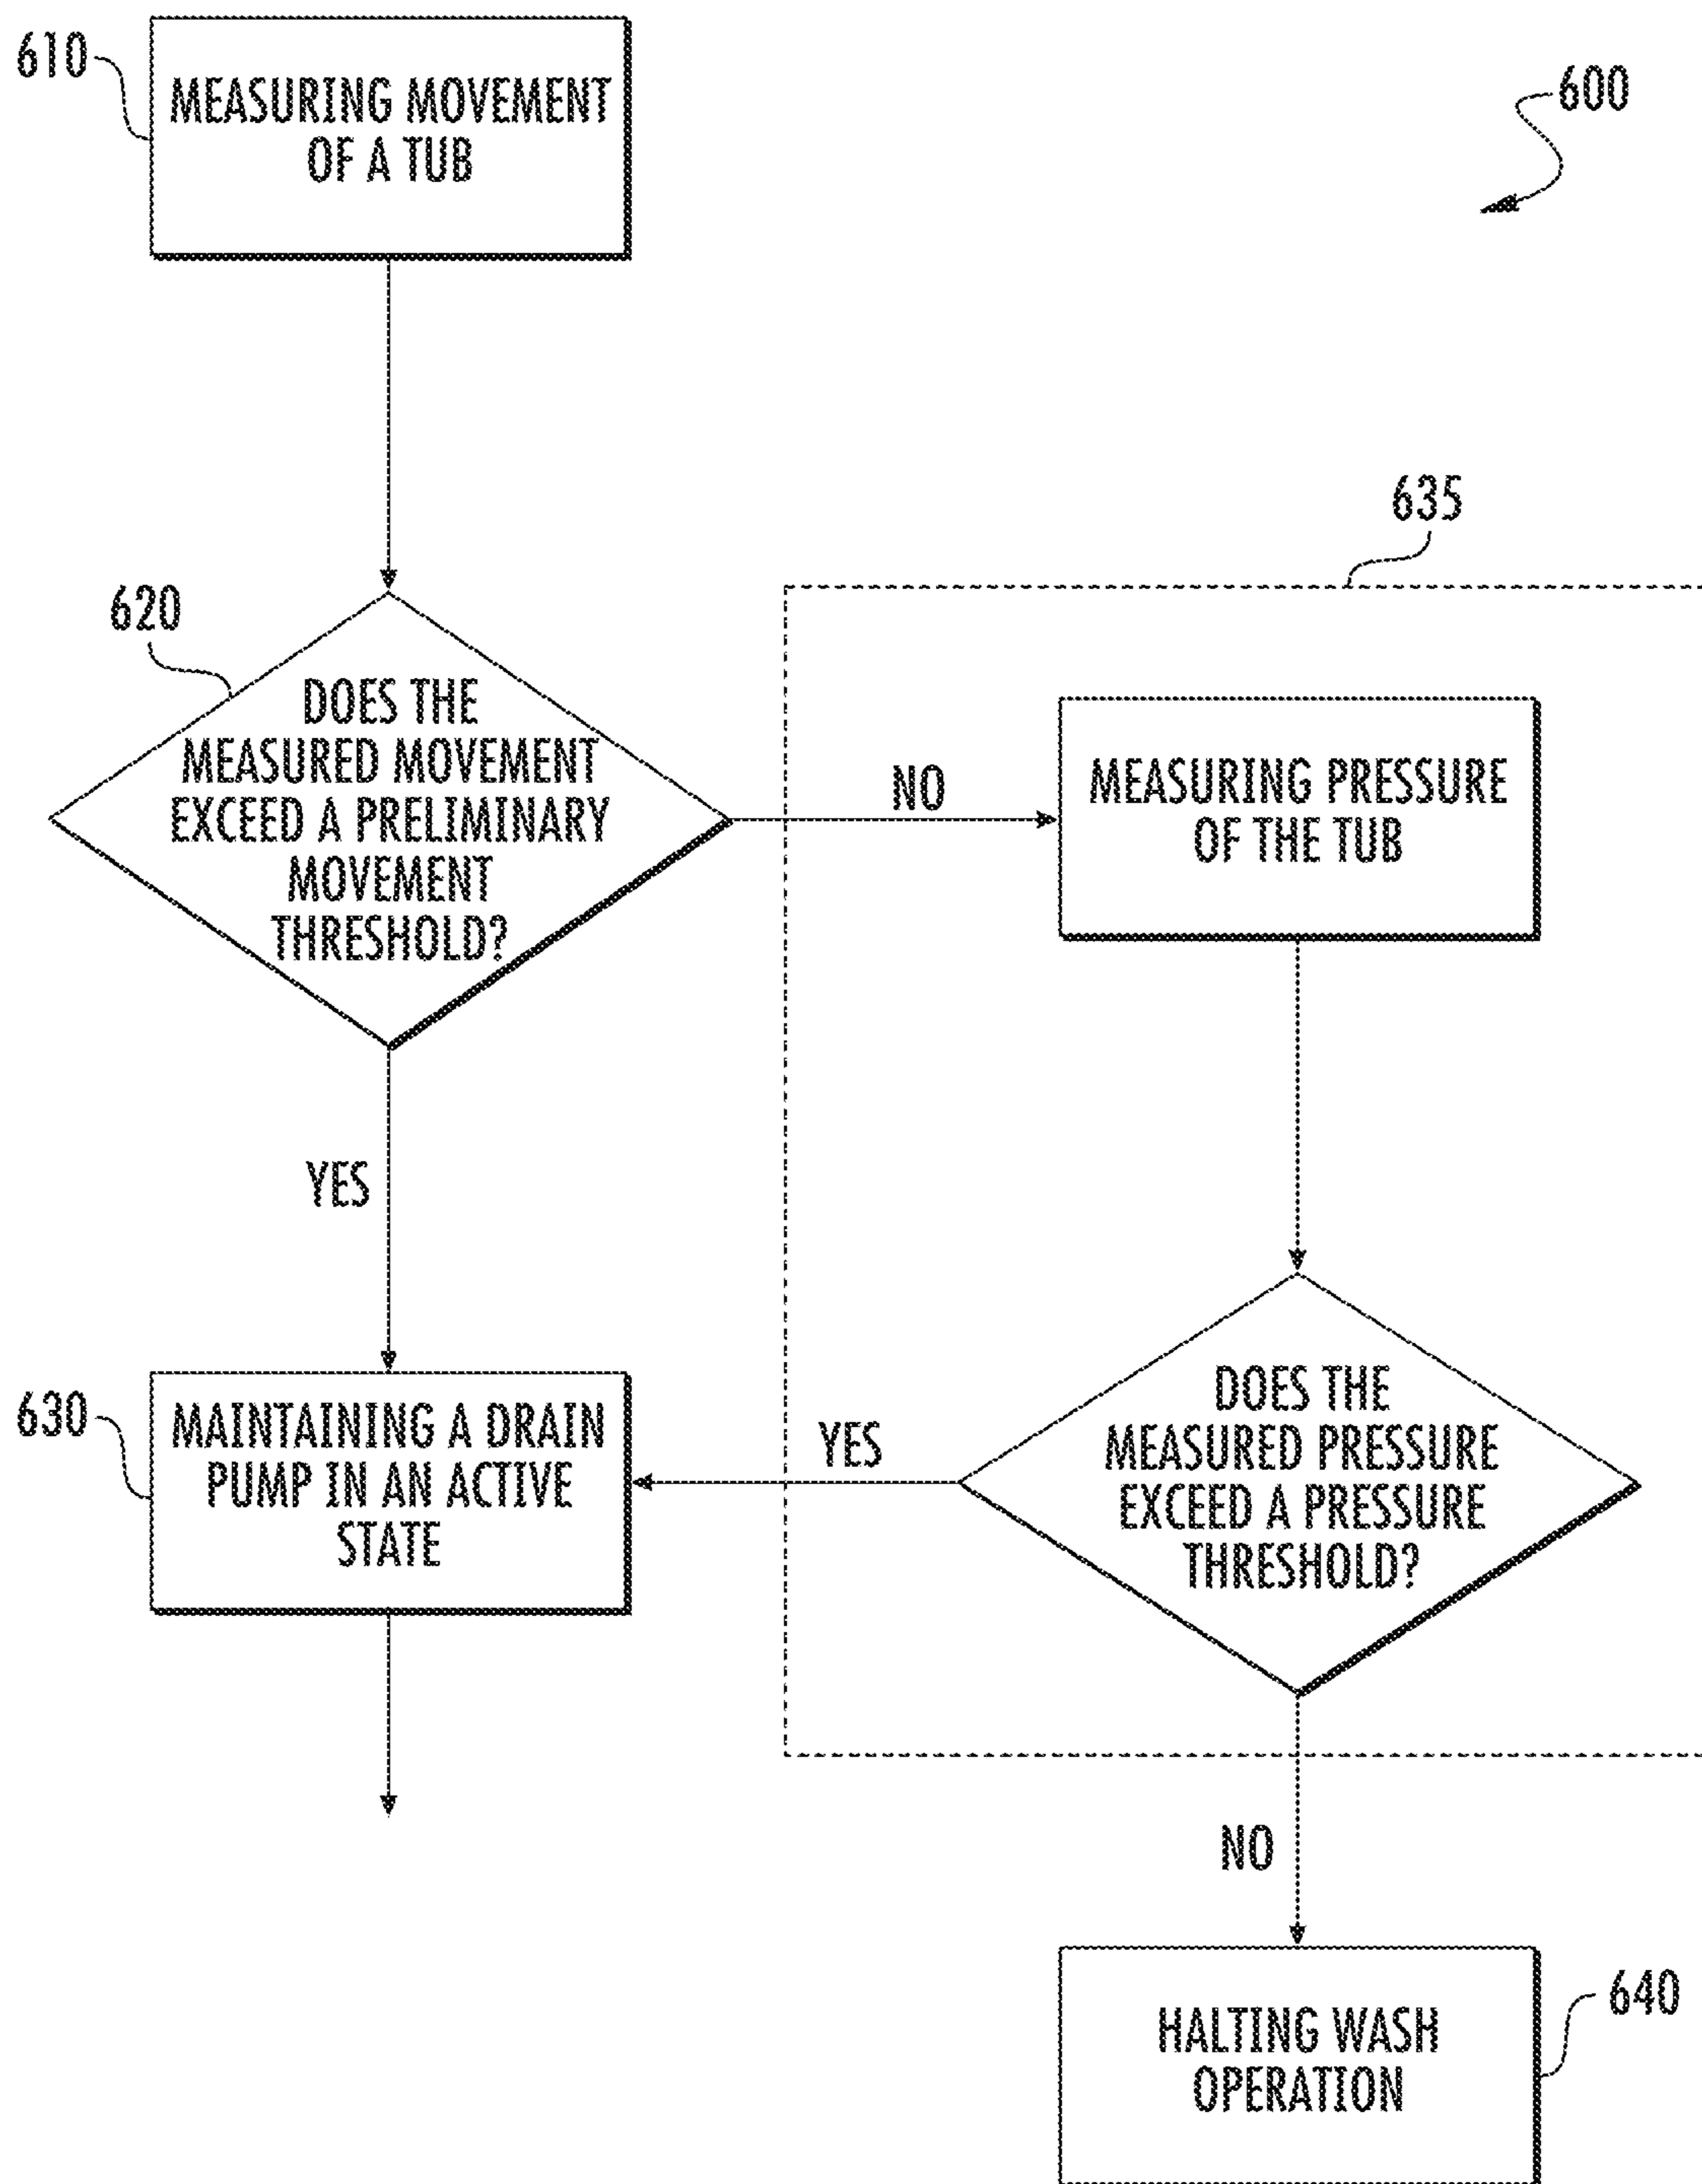 610
MEASURING MOVEMENT
OF A TUB
600
635
620
DOES THE
MEASURED MOVEMENT
EXCEED A PRELIMINARY
MOVEMENT
THRESHOLD?
NO
MEASURING PRESSURE
OF THE TUB
YES
630
MAINTAINING A DRAIN
PUMP IN AN ACTIVE
STATE
YES
DOES THE
MEASURED PRESSURE
EXCEED A PRESSURE
THRESHOLD?
NO
HALTING WASH
OPERATION
640